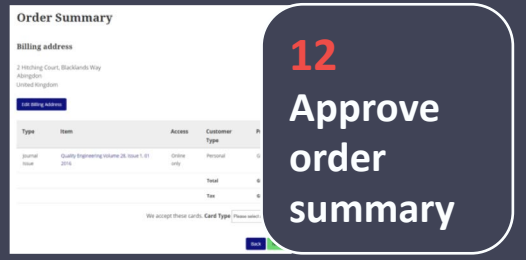 Order Summary
Billing address
2 Hitching Court, Blacklands Way
Abingdon
United Kingdom
Edit Billing Address
Type Item Access Customer Type
Journal Issue Quality Engineering Volume 28, Issue 1, 01 2016 Online only Personal
Total
Tax
We accept these cards. Card Type Please select
Back
12
Approve
order
summary